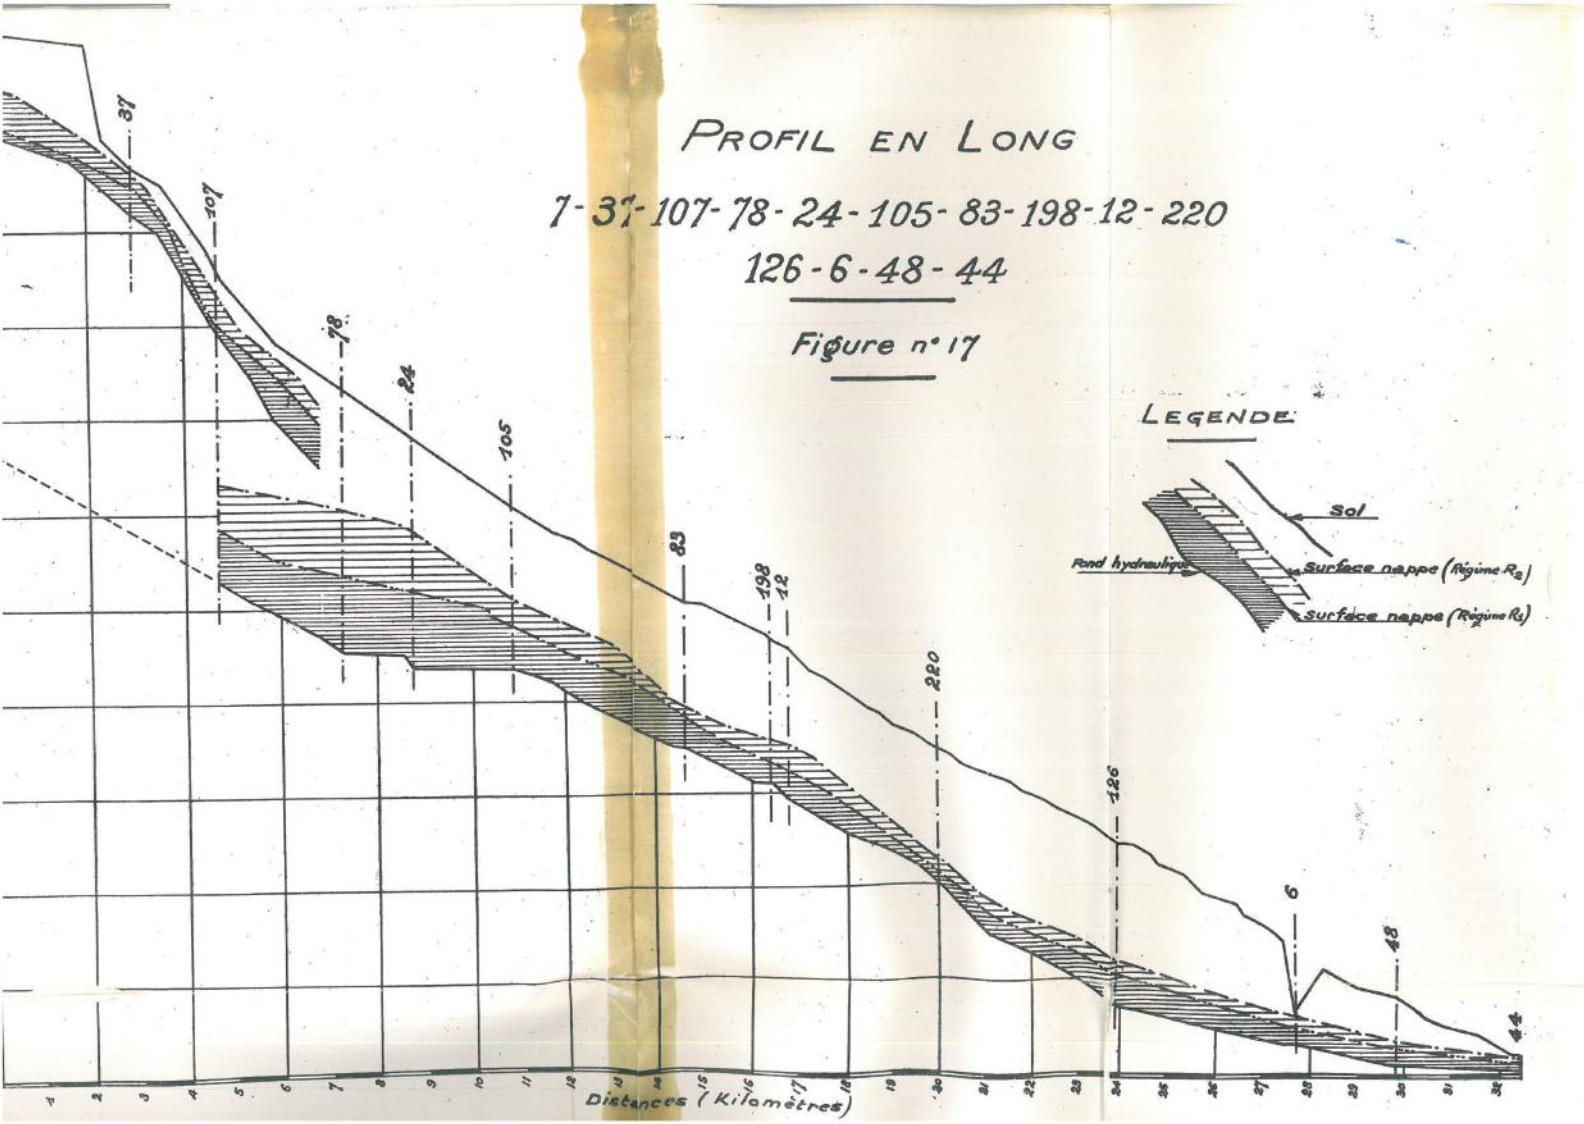 PROFIL EN LONG
7-37-107-78-24-105-83-198-12-220
126-6-48-44
Figure n° 17
37
107
78
24
105
83
198
12
220
126
6
48
44
LEGENDE
Sol
Fond hydraulique
Surface nappe (Régime R2)
Surface nappe (Régime R1)
1 2 3 4 5 6 7 8 9 10 11 12 13 14 15 16 17 18 19 20 21 22 23 24 25 26 27 28 29 30 31 32
Distances (Kilomètres)